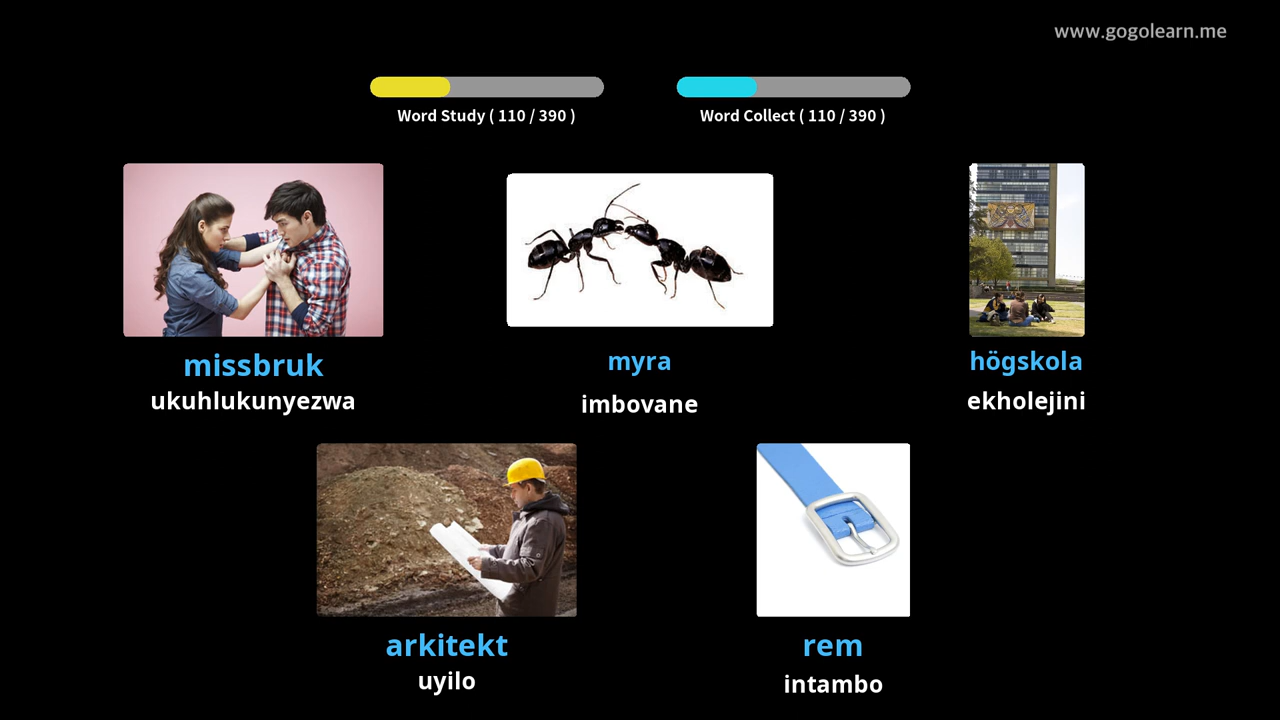 www.gogolearn.me
Word Study ( 110 / 390 )
Word Collect ( 110 / 390 )
missbruk
ukuhlukunyezwa
myra
imbovane
högskola
ekholejini
arkitekt
uyilo
rem
intambo